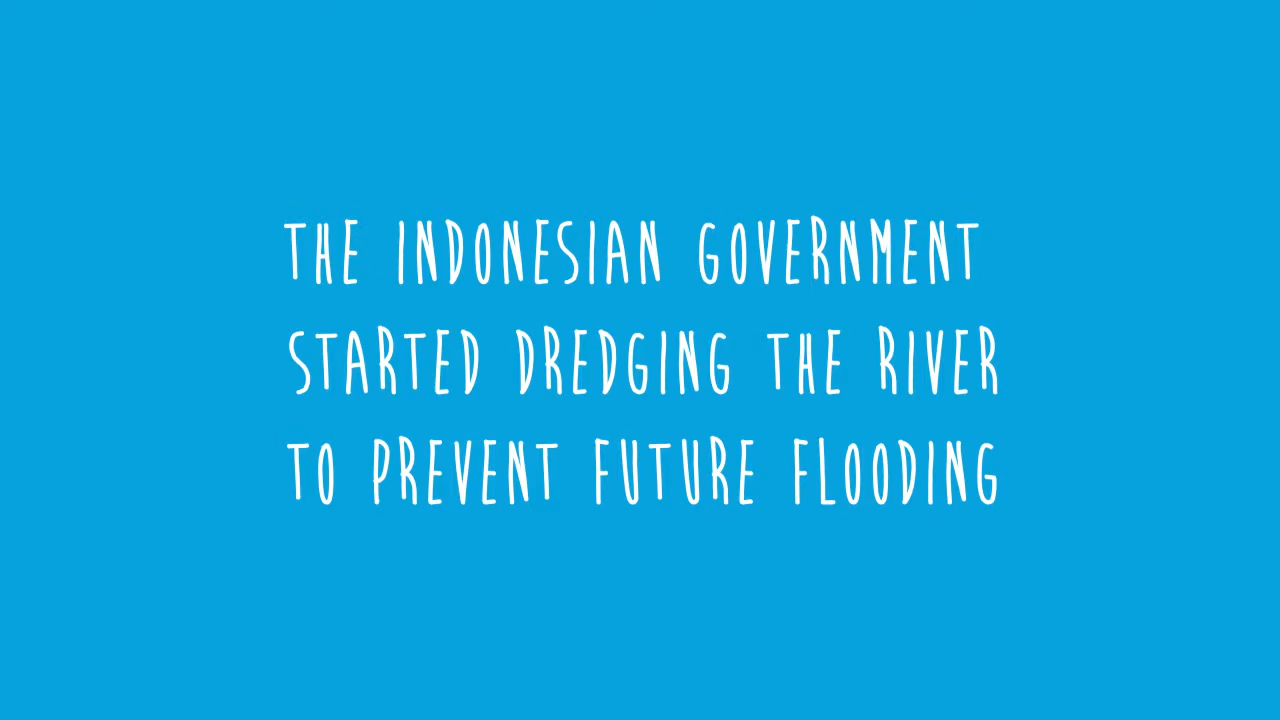 THE INDONESIAN GOVERNMENT
STARTED DREDGING THE RIVER
TO PREVENT FUTURE FLOODING